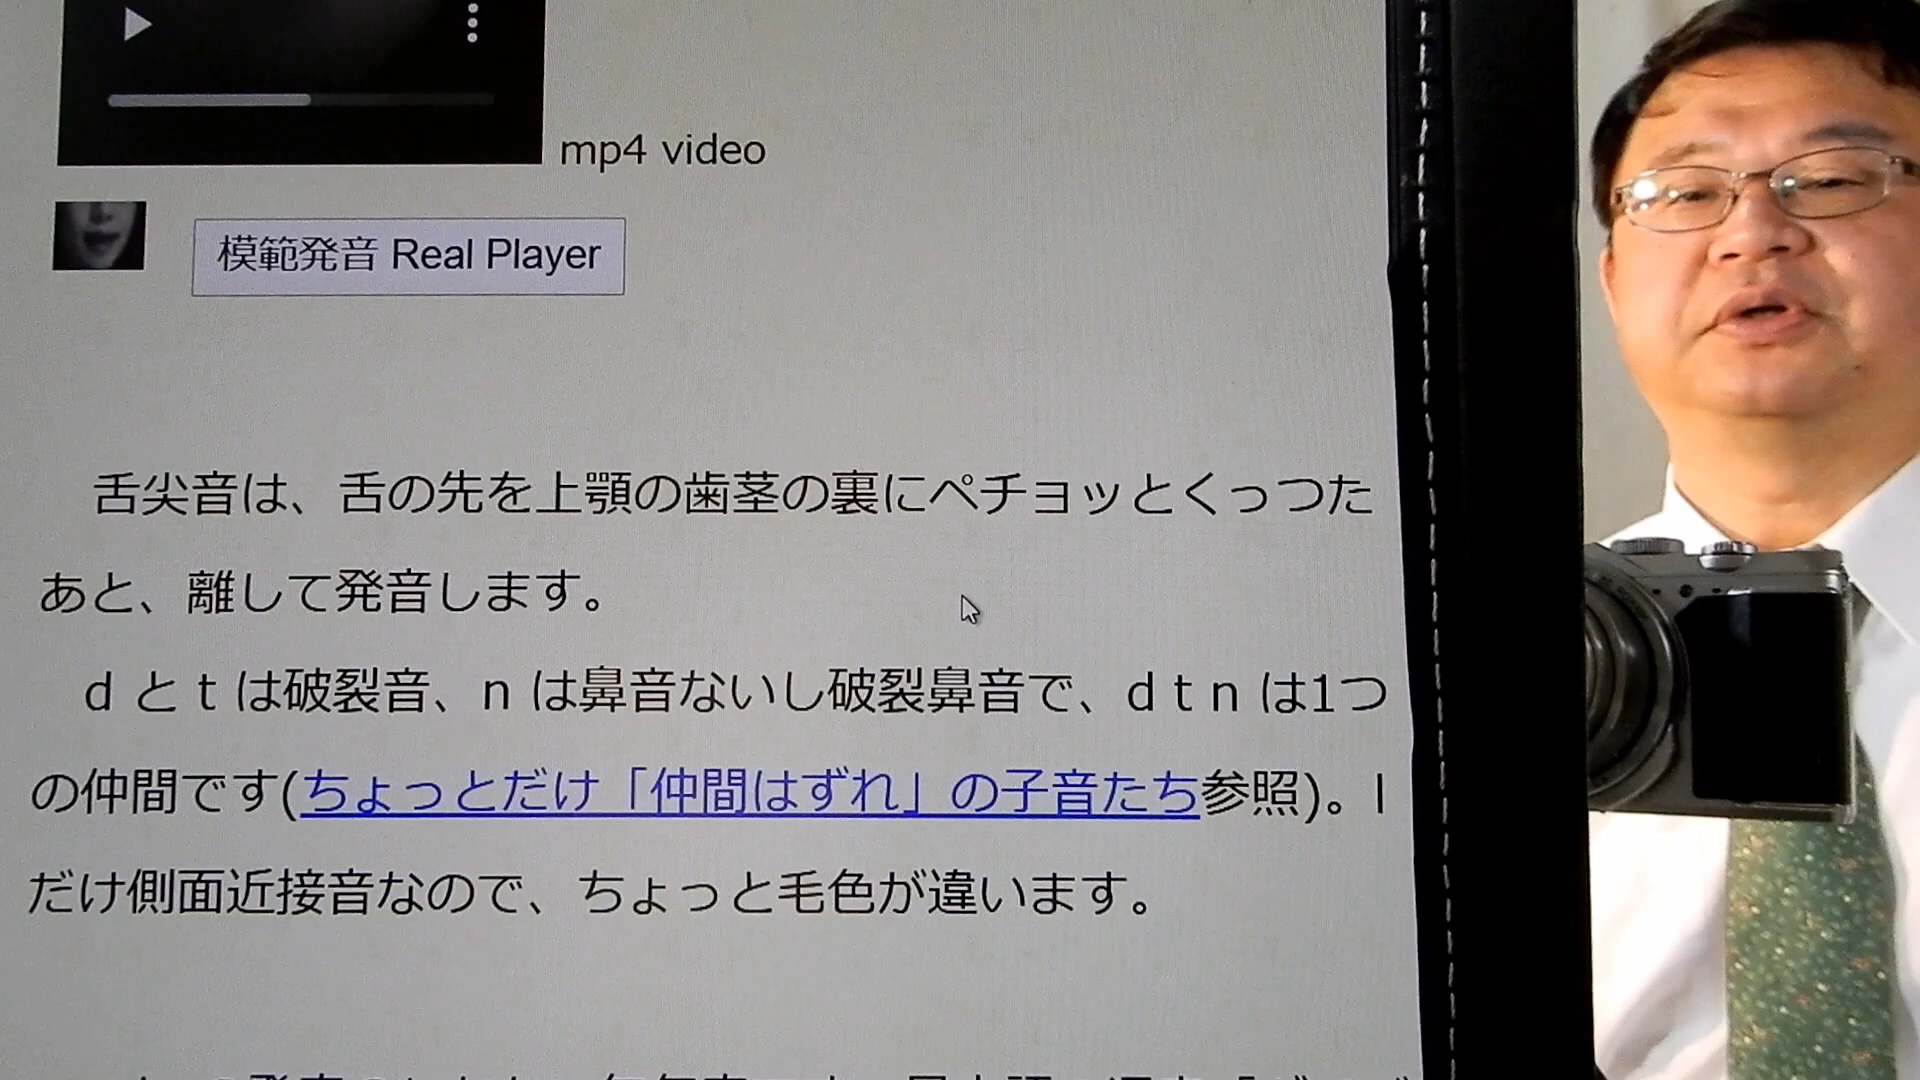 mp4 video
模範発音 Real Player
舌尖音は、舌の先を上顎の歯茎の裏にペチョッとくっつた
あと、離して発音します。
d と t は破裂音、n は鼻音ないし破裂鼻音で、d t n は1つ
の仲間です(ちょっとだけ「仲間はずれ」の子音たち参照)。l
だけ側面近接音なので、ちょっと毛色が違います。